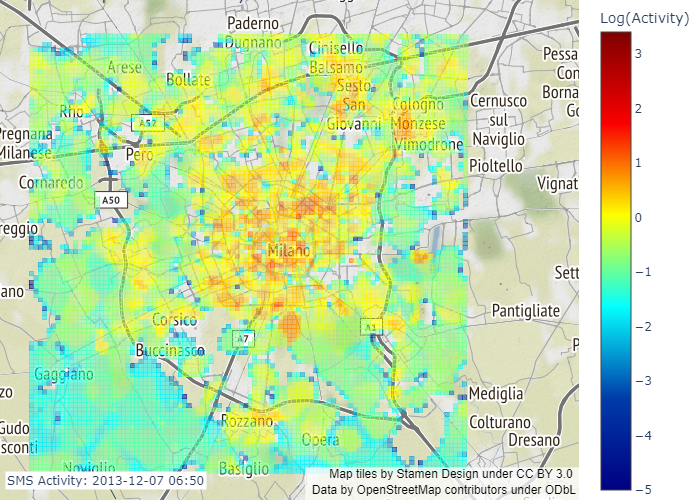 Paderno
Dugnano
Cinisello
Balsamo
Arese
Bollate
Sesto
San
Giovanni
Rho
A52
Cologno
Monzese
Vimodrone
Cernusco
sul
Naviglio
Pessa
Con
Borna
Go
Pregnana
Milanese
Pero
Pioltello
Cornaredo
Vignat
A50
reggio
Milano
Sett
ano
Pantigliate
Corsico
A7
A1
Buccinasco
P
Gaggiano
zo
Mediglia
Gudo
sconti
Rozzano
Colturano
Opera
Dresano
Noviglio
Basiglio
SMS Activity: 2013-12-07 06:50
Map tiles by Stamen Design under CC BY 3.0
Data by OpenStreetMap contributors under ODbL
Log(Activity)
3
2
1
0
−1
−2
−3
−4
−5